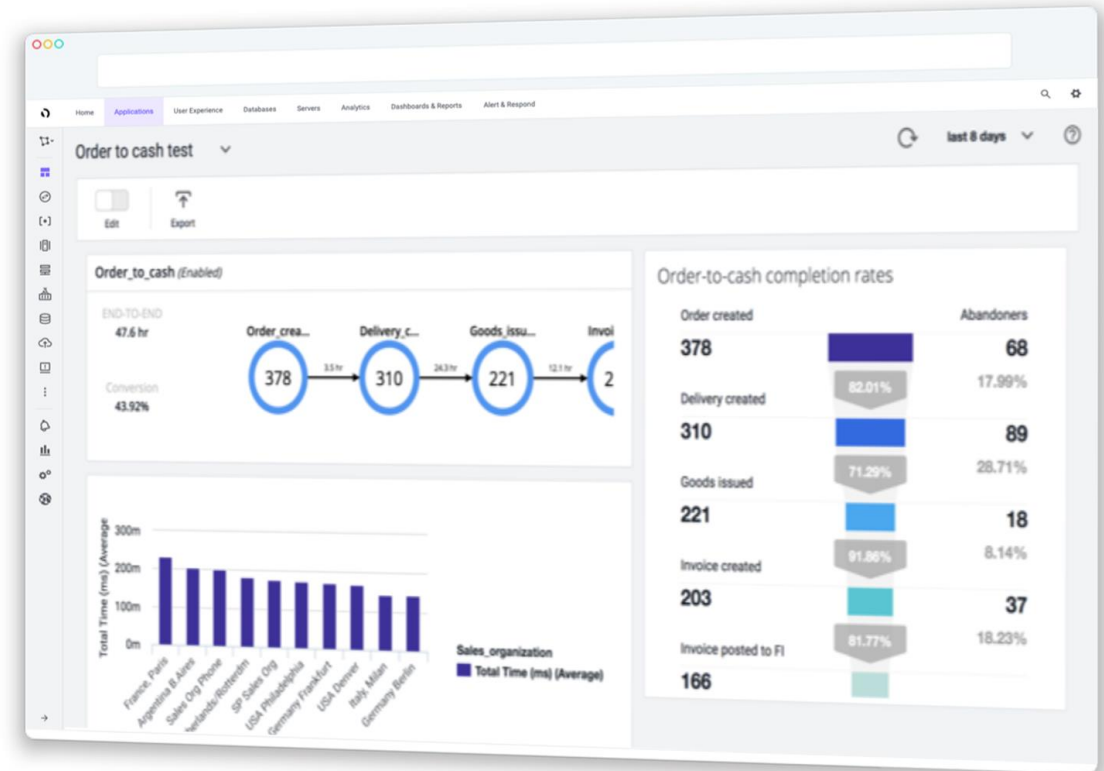 Home Applications User Experience Databases Servers Analytics Dashboards & Reports Alert & Respond
Order to cash test
last 8 days
Edit
Export
Order_to_cash (Enabled)
END-TO-END
47.6 hr
Conversion
43.92%
Order_crea...
Delivery_c...
Goods_issu...
Invoi
378
3.5 hr
310
24.3 hr
221
12.1 hr
2
Total Time (ms) (Average
300m
200m
100m
0m
France, Paris
Argentina B.Aires
Sales Org Phone
herlands/Rotterdm
SP Sales Org
USA Philadelphia
Germany Frankfurt
USA Denver
Italy, Milan
Germany Berlin
Sales_organization
Total Time (ms) (Average)
Order-to-cash completion rates
Order created
Abandoners
378
68
82.01%
17.99%
Delivery created
310
89
71.29%
28.71%
Goods issued
221
18
91.86%
8.14%
Invoice created
203
37
81.77%
18.23%
Invoice posted to FI
166